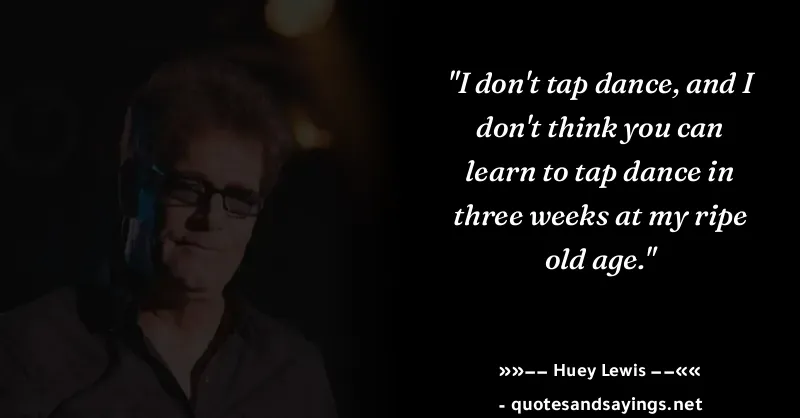 "I don't tap dance, and I
don't think you can
learn to tap dance in
three weeks at my ripe
old age."
»»–– Huey Lewis ––««
- quotesandsayings.net